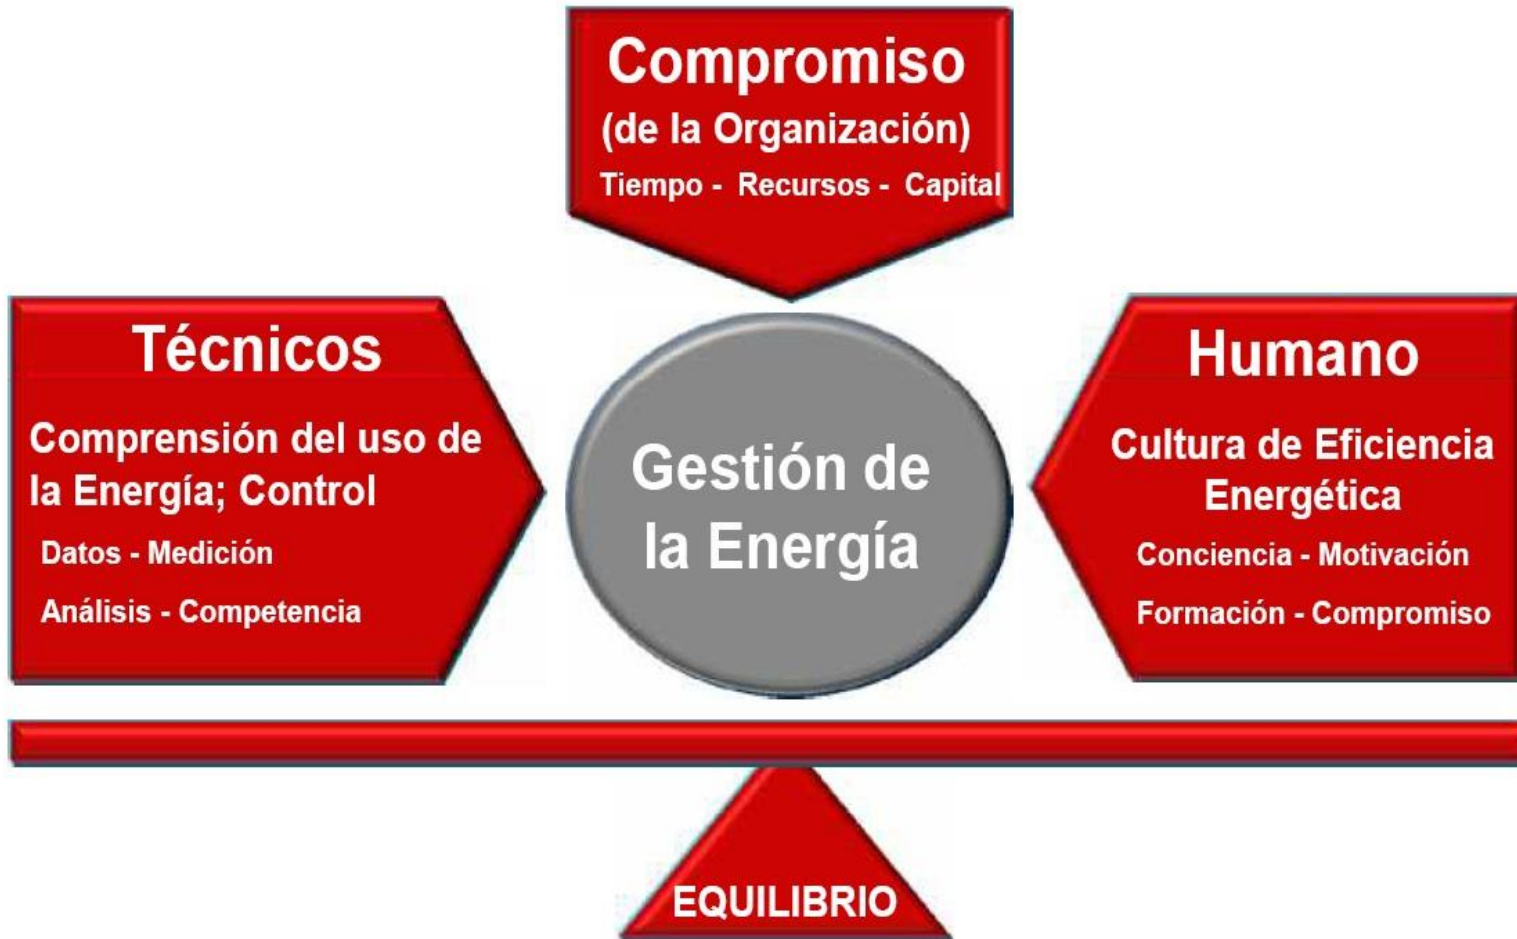 Compromiso
(de la Organización)
Tiempo - Recursos - Capital
Técnicos
Comprensión del uso de
la Energía; Control
Datos - Medición
Análisis - Competencia
Gestión de
la Energía
Humano
Cultura de Eficiencia
Energética
Conciencia - Motivación
Formación - Compromiso
EQUILIBRIO